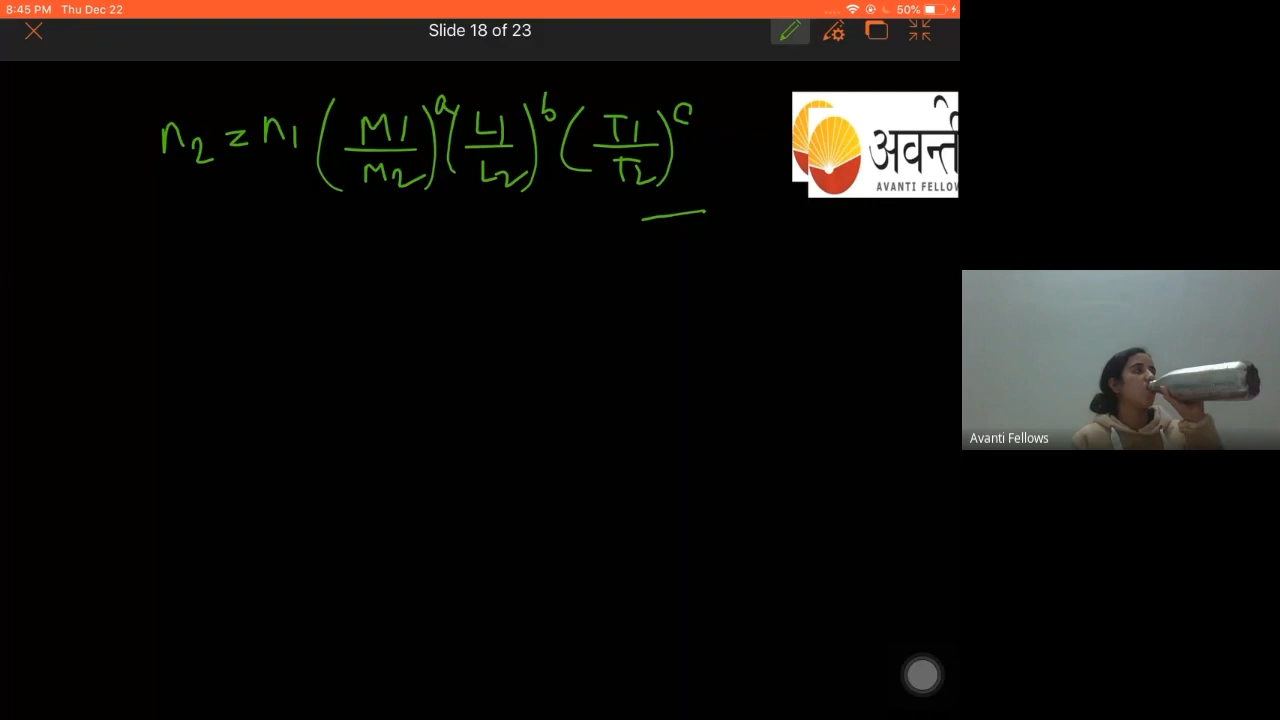 8:45 PM Thu Dec 22 50%
Slide 18 of 23
n2 = n1 (M1/M2)^a (L1/L2)^b (T1/T2)^c
AVANTI FELLOW
Avanti Fellows